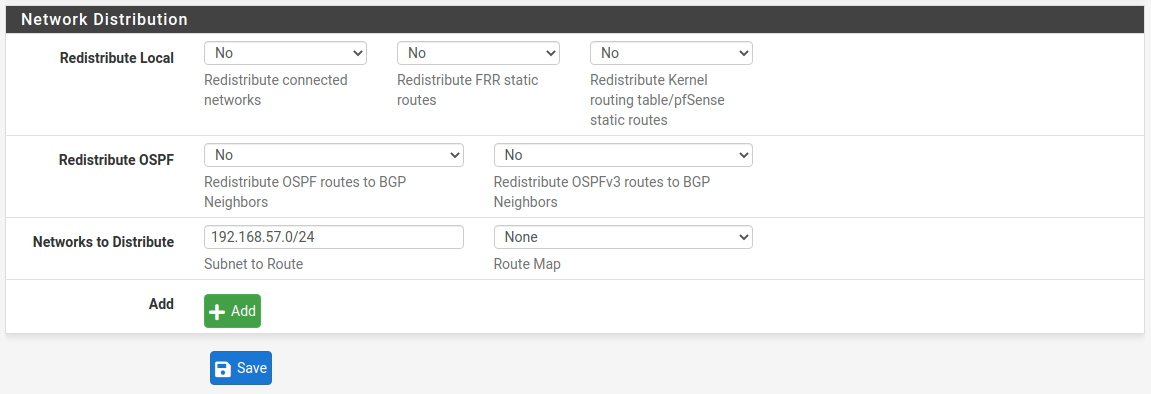 Network Distribution
Redistribute Local
No
No
No
Redistribute connected
networks
Redistribute FRR static
routes
Redistribute Kernel
routing table/pfSense
static routes
Redistribute OSPF
No
No
Redistribute OSPF routes to BGP
Neighbors
Redistribute OSPFv3 routes to BGP
Neighbors
Networks to Distribute
192.168.57.0/24
None
Subnet to Route
Route Map
Add
Add
Save